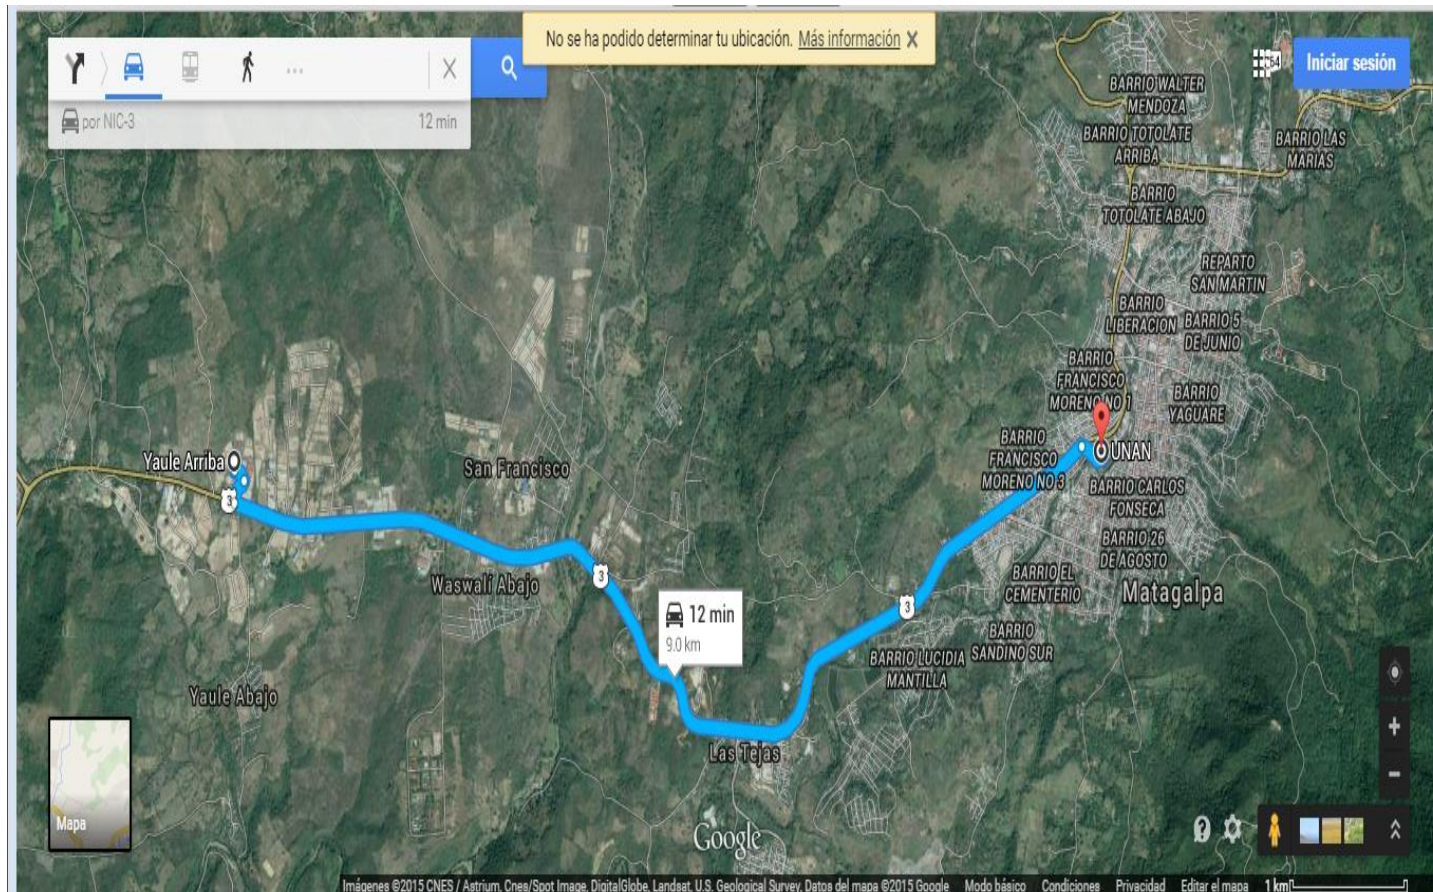 No se ha podido determinar tu ubicación. Más información
Iniciar sesión
por NIC-3
12 min
BARRIO WALTER
MENDOZA
BARRIO TOTOLATE
ARRIBA
BARRIO LAS
MARIAS
BARRIO
TOTOLATE ABAJO
REPARTO
SAN MARTIN
BARRIO
LIBERACION
BARRIO 5
DE JUNIO
BARRIO
FRANCISCO
MORENO NO 1
BARRIO
YAGUARE
BARRIO
FRANCISCO
MORENO NO 3
UNAN
Yaule Arriba
San Francisco
3
BARRIO CARLOS
FONSECA
BARRIO 26
DE AGOSTO
3
Waswalí Abajo
BARRIO EL
CEMENTERIO
Matagalpa
3
12 min
9.0 km
BARRIO
SANDINO SUR
BARRIO LUCIDIA
MANTILLA
Yaule Abajo
Las Tejas
Mapa
Google
Imágenes ©2015 CNES / Astrium, Cnes/Spot Image, DigitalGlobe, Landsat, U.S. Geological Survey, Datos del mapa ©2015 Google Modo básico Condiciones Privacidad Editar el mapa 1 km